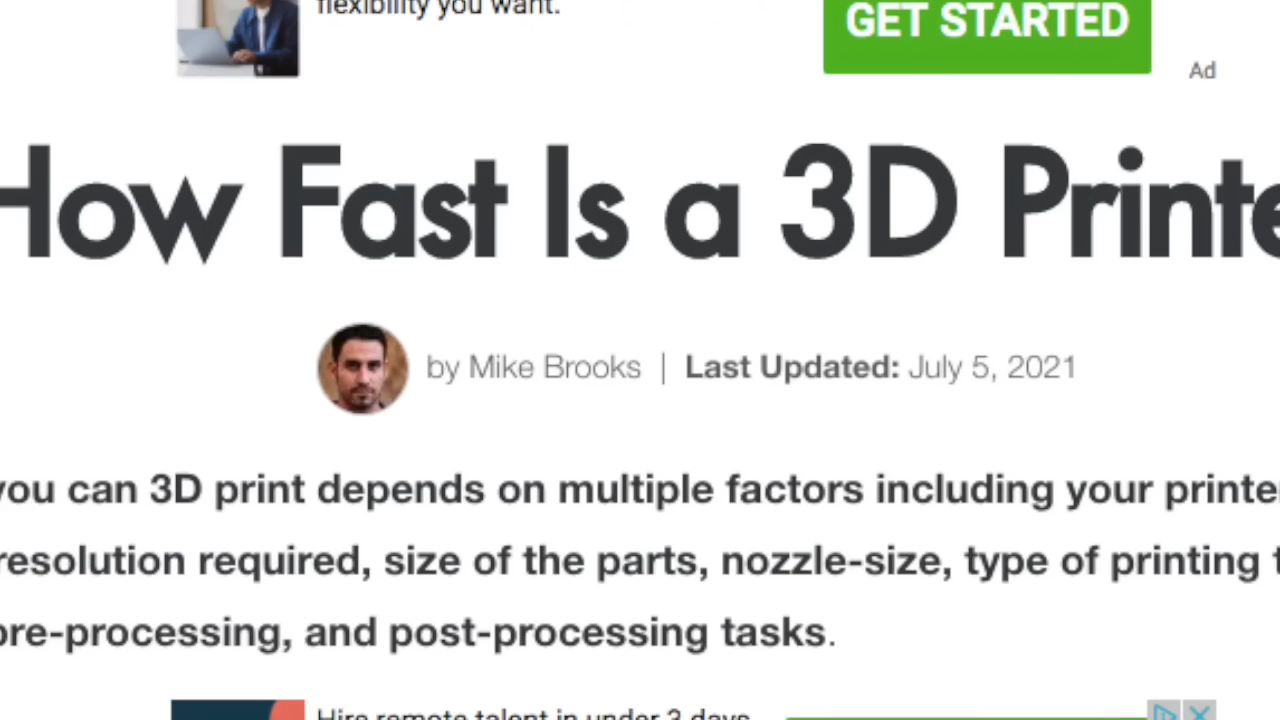 flexibility you want.
GET STARTED
Ad
How Fast Is a 3D Printe
by Mike Brooks | Last Updated: July 5, 2021
you can 3D print depends on multiple factors including your printer
resolution required, size of the parts, nozzle-size, type of printing t
pre-processing, and post-processing tasks.
Hire remote talent in under 3 days